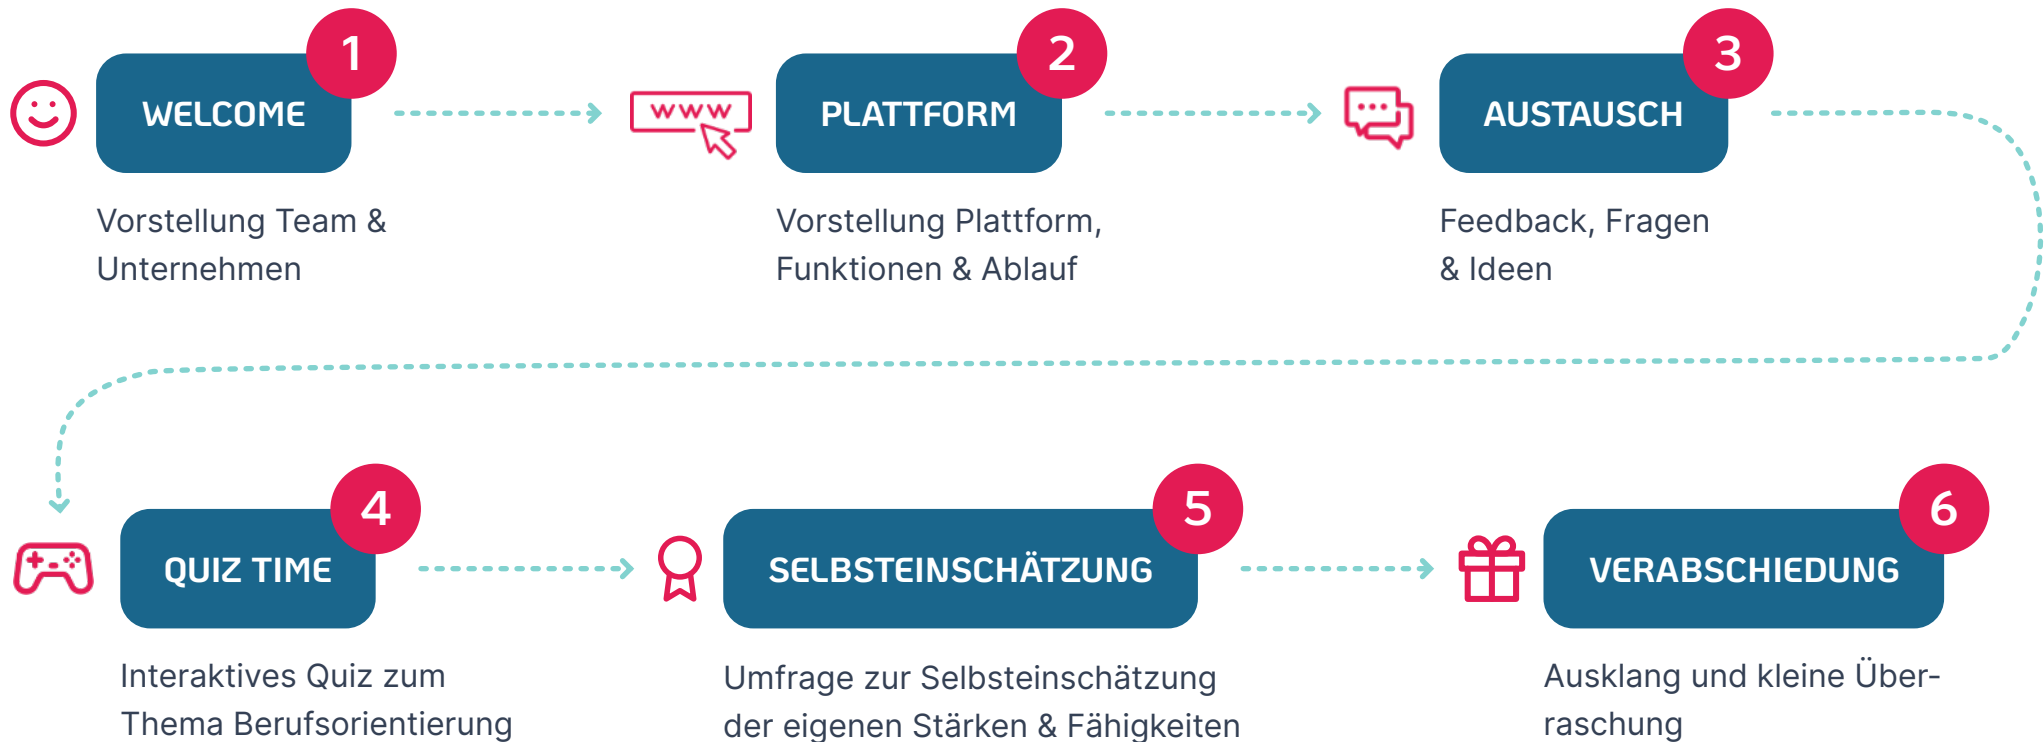 1
WELCOME
Vorstellung Team &
Unternehmen
2
www
PLATTFORM
Vorstellung Plattform,
Funktionen & Ablauf
3
AUSTAUSCH
Feedback, Fragen
& Ideen
4
QUIZ TIME
Interaktives Quiz zum
Thema Berufsorientierung
5
SELBSTEINSCHÄTZUNG
Umfrage zur Selbsteinschätzung
der eigenen Stärken & Fähigkeiten
6
VERABSCHIEDUNG
Ausklang und kleine Über-
raschung